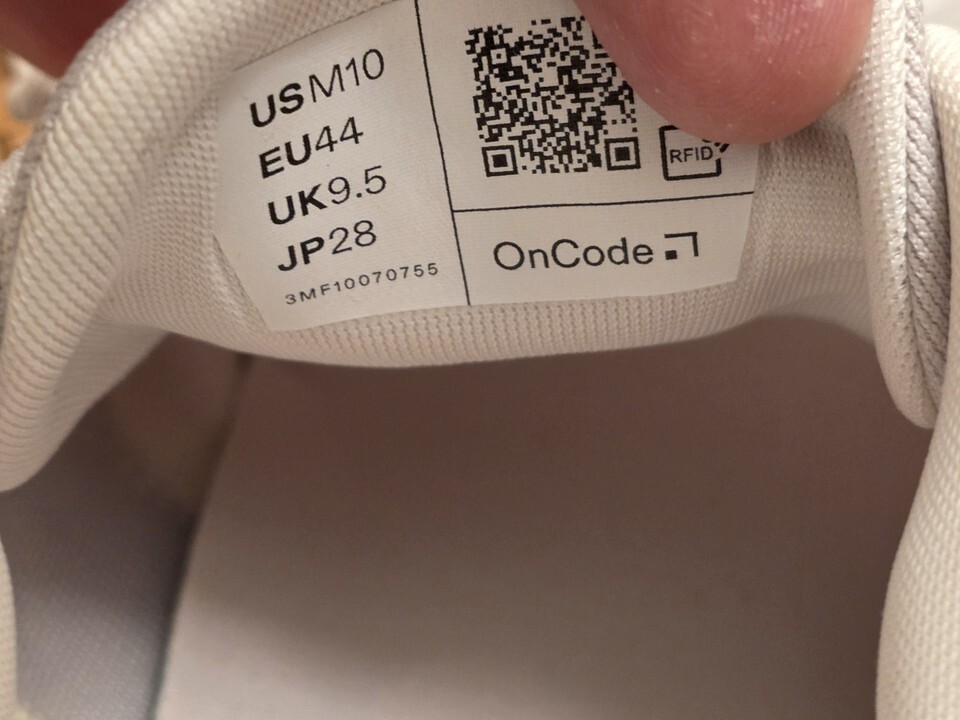 USM10
EU44
UK9.5
JP28
3MF10070755
RFID
OnCode